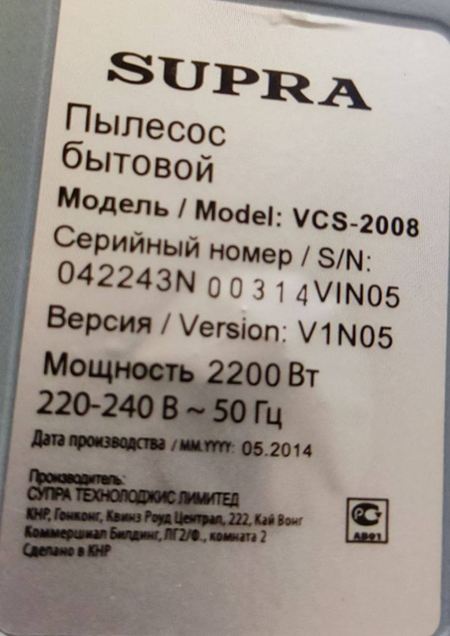 SUPRA
Пылесос
бытовой
Модель / Model: VCS-2008
Серийный номер / S/N:
042243N 00314VIN05
Версия / Version: V1N05
Мощность 2200 Вт
220-240 В ~ 50 Гц
Дата производства / MM.YYYY: 05.2014
Производитель:
СУПРА ТЕХНОЛОДЖИС ЛИМИТЕД
КНР, Гонконг, Квинз Роуд Централ, 222, Кай Вонг
Коммершиал Билдинг, ЛГ2/Ф., комната 2
Сделано в КНР
АВ91